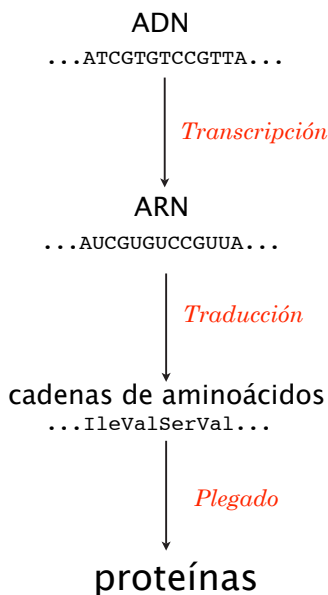 ADN
...ATCGTGTCCGTTA...
Transcripción
ARN
...AUCGUGUCCGUUA...
Traducción
cadenas de aminoácidos
...IleValSerVal...
Plegado
proteínas